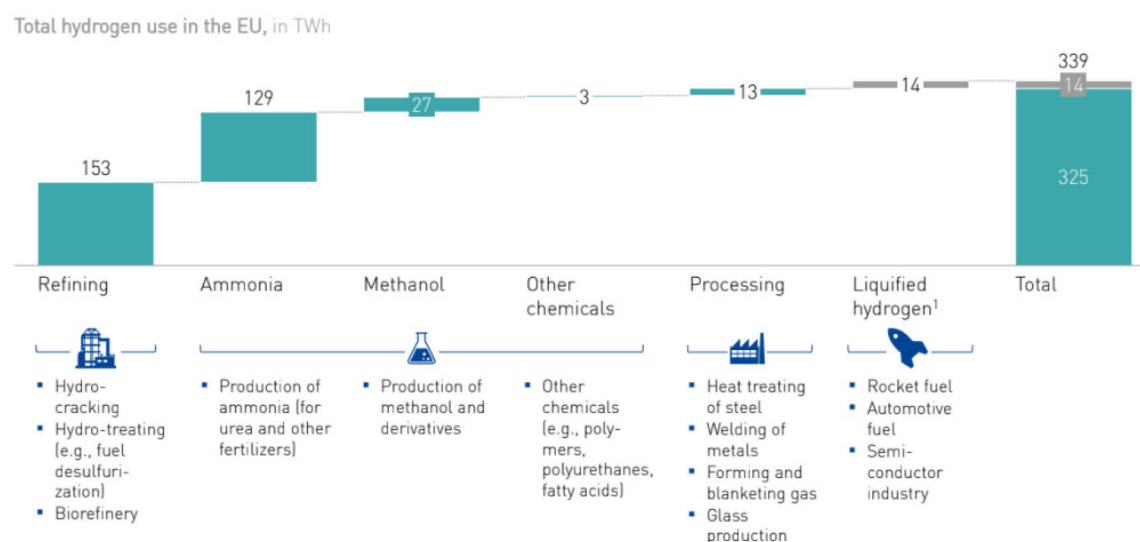 Total hydrogen use in the EU, in TWh
153
129
27
3
13
14
339
14
325
Refining
Ammonia
Methanol
Other
chemicals
Processing
Liquified
hydrogen¹
Total
▪ Hydro-
cracking
▪ Hydro-treating
(e.g., fuel
desulfuri-
zation)
▪ Biorefinery
▪ Production of
ammonia (for
urea and other
fertilizers)
▪ Production of
methanol and
derivatives
▪ Other
chemicals
(e.g., poly-
mers,
polyurethanes,
fatty acids)
▪ Heat treating
of steel
▪ Welding of
metals
▪ Forming and
blanketing gas
▪ Glass
production
▪ Rocket fuel
▪ Automotive
fuel
▪ Semi-
conductor
industry